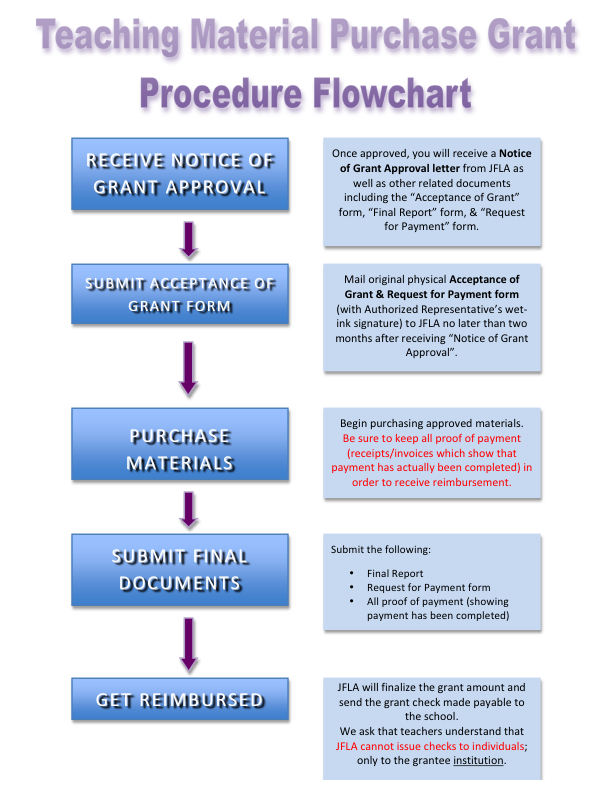 Teaching Material Purchase Grant
Procedure Flowchart
RECEIVE NOTICE OF
GRANT APPROVAL
Once approved, you will receive a Notice
of Grant Approval letter from JFLA as
well as other related documents
including the “Acceptance of Grant”
form, “Final Report” form, & “Request
for Payment” form.
SUBMIT ACCEPTANCE OF
GRANT FORM
Mail original physical Acceptance of
Grant & Request for Payment form
(with Authorized Representative’s wet-
ink signature) to JFLA no later than two
months after receiving “Notice of Grant
Approval”.
PURCHASE
MATERIALS
Begin purchasing approved materials.
Be sure to keep all proof of payment
(receipts/invoices which show that
payment has actually been completed) in
order to receive reimbursement.
SUBMIT FINAL
DOCUMENTS
Submit the following:
• Final Report
• Request for Payment form
• All proof of payment (showing
payment has been completed)
GET REIMBURSED
JFLA will finalize the grant amount and
send the grant check made payable to
the school.
We ask that teachers understand that
JFLA cannot issue checks to individuals;
only to the grantee institution.